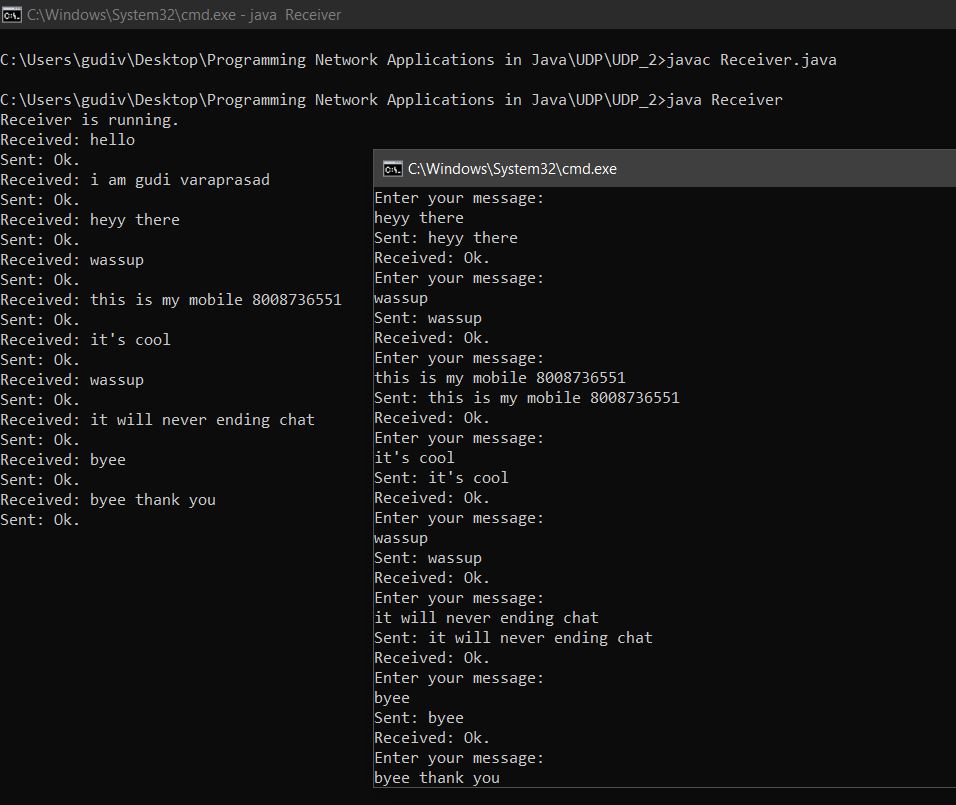 C:\Windows\System32\cmd.exe - java  Receiver
C:\Users\gudiv\Desktop\Programming Network Applications in Java\UDP\UDP_2>javac Receiver.java
C:\Users\gudiv\Desktop\Programming Network Applications in Java\UDP\UDP_2>java Receiver
Receiver is running.
Received: hello
Sent: Ok.
Received: i am gudi varaprasad
Sent: Ok.
Received: heyy there
Sent: Ok.
Received: wassup
Sent: Ok.
Received: this is my mobile 8008736551
Sent: Ok.
Received: it's cool
Sent: Ok.
Received: wassup
Sent: Ok.
Received: it will never ending chat
Sent: Ok.
Received: byee
Sent: Ok.
Received: byee thank you
Sent: Ok.
C:\Windows\System32\cmd.exe
Enter your message:
heyy there
Sent: heyy there
Received: Ok.
Enter your message:
wassup
Sent: wassup
Received: Ok.
Enter your message:
this is my mobile 8008736551
Sent: this is my mobile 8008736551
Received: Ok.
Enter your message:
it's cool
Sent: it's cool
Received: Ok.
Enter your message:
wassup
Sent: wassup
Received: Ok.
Enter your message:
it will never ending chat
Sent: it will never ending chat
Received: Ok.
Enter your message:
byee
Sent: byee
Received: Ok.
Enter your message:
byee thank you